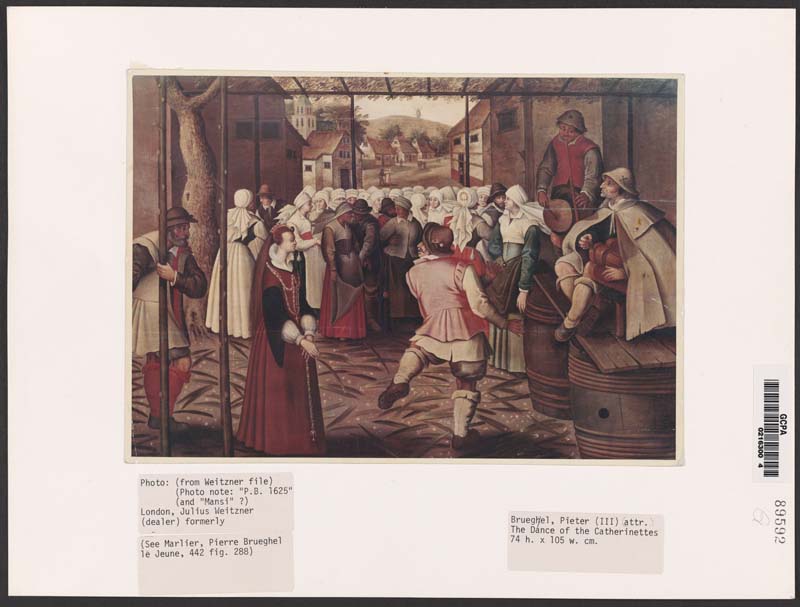 Photo: (from Weitzner file)
(Photo note: "P.B. 1625"
(and "Mansi" ?)
London, Julius Weitzner
(dealer) formerly
(See Marlier, Pierre Brueghel
le Jeune, 442 fig. 288)
Brueghel, Pieter (III) attr.
The Dance of the Catherinettes
74 h. x 105 w. cm.
GCPA
0216300 4
89592